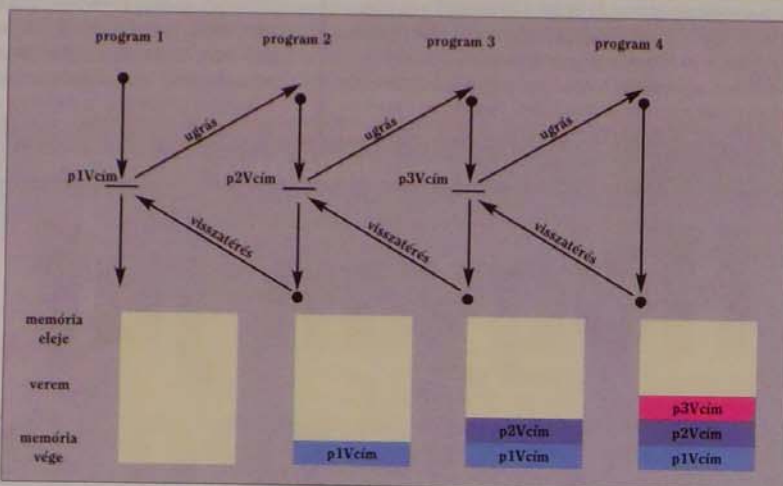 program 1 program 2 program 3 program 4
ugrás ugrás ugrás
p1Vcím p2Vcím p3Vcím
visszatérés visszatérés visszatérés
memória
eleje
verem
p3Vcím
p2Vcím p2Vcím
memória
vége
p1Vcím p1Vcím p1Vcím